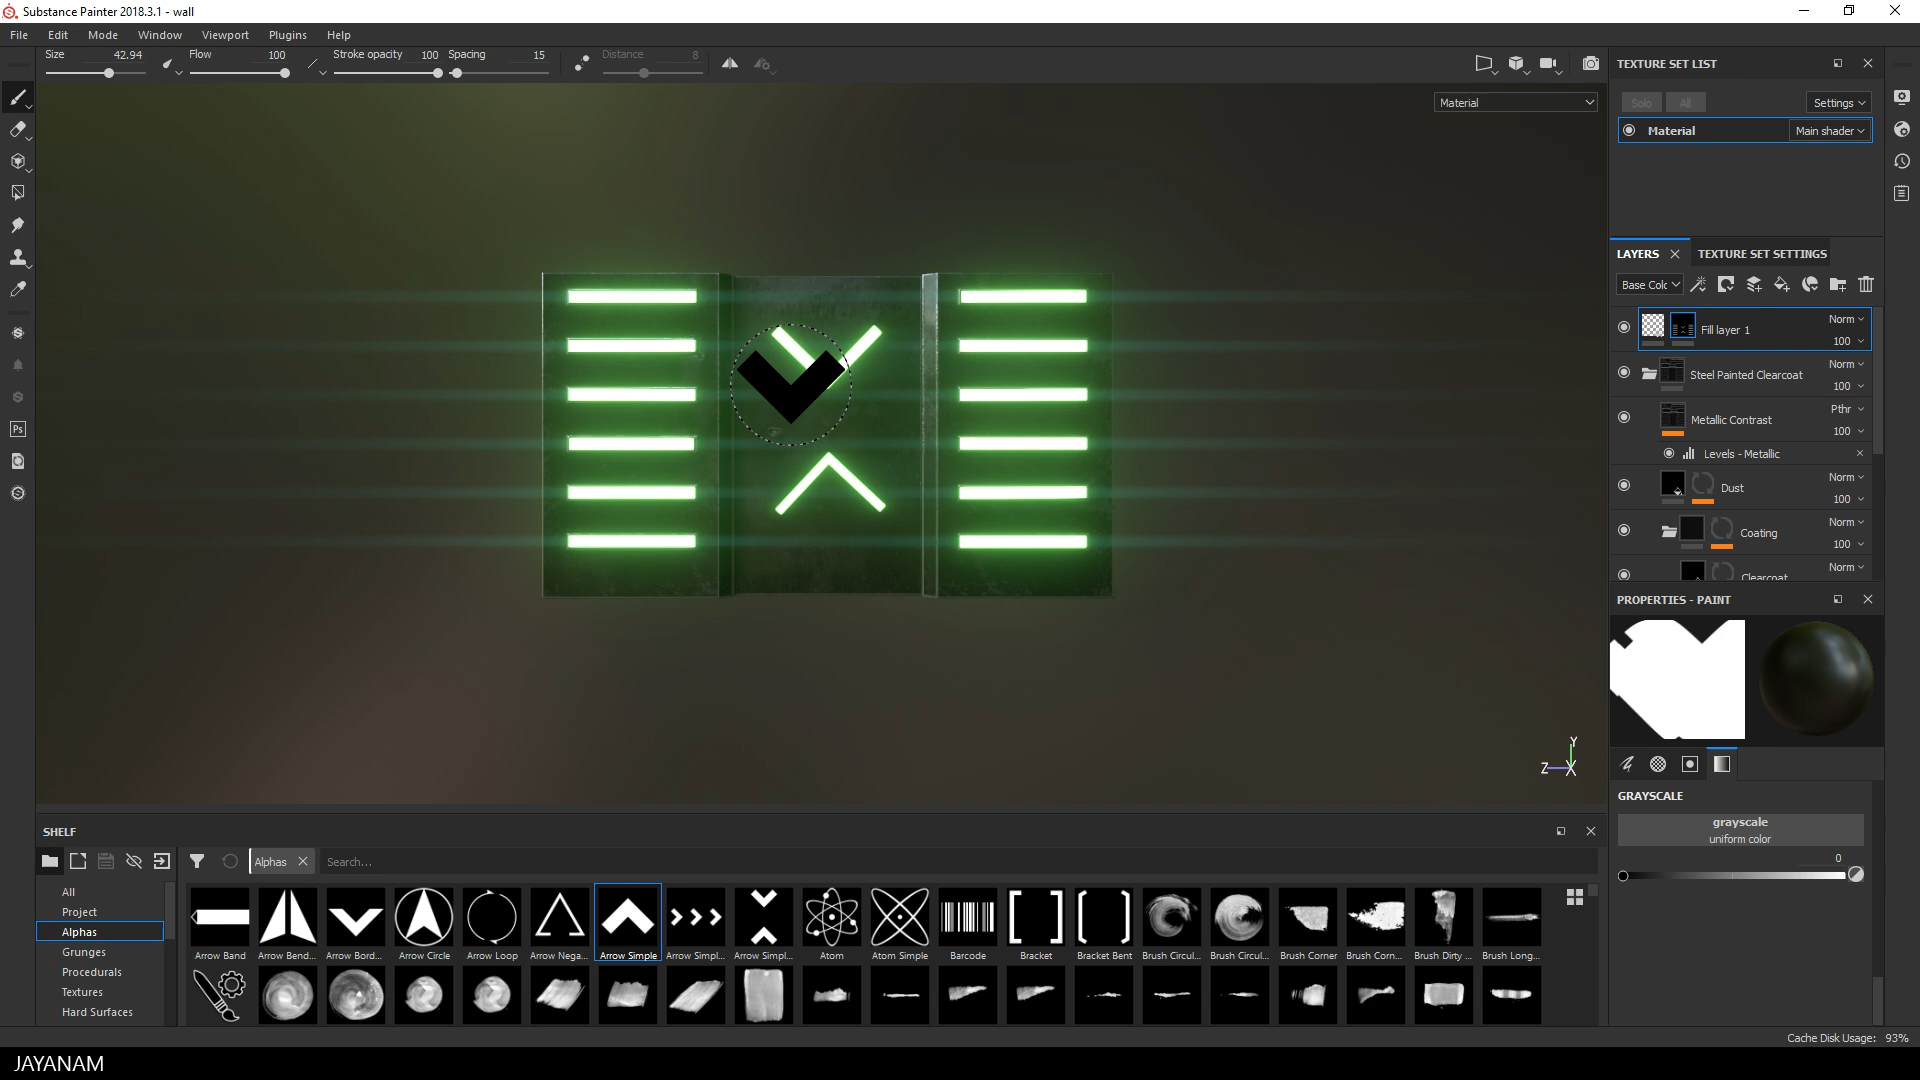 Substance Painter 2018.3.1 - wall
File Edit Mode Window Viewport Plugins Help
Size 42.94 Flow 100 Stroke opacity 100 Spacing 15 Distance 8
Material
TEXTURE SET LIST
Solo All Settings
Material Main shader
LAYERS TEXTURE SET SETTINGS
Base Colc
Fill layer 1 Norm 100
Steel Painted Clearcoat Norm 100
Metallic Contrast Pthr 100
Levels - Metallic
Dust Norm 100
Coating Norm 100
Clearcoat Norm
PROPERTIES - PAINT
Y
Z X
GRAYSCALE
grayscale
uniform color
0
SHELF
Alphas Search...
All
Project
Alphas
Grunges
Procedurals
Textures
Hard Surfaces
Ps
Arrow Band Arrow Bend... Arrow Bord... Arrow Circle Arrow Loop Arrow Nega... Arrow Simple Arrow Simpl... Arrow Simpl... Atom Atom Simple Barcode Bracket Bracket Bent Brush Circul... Brush Circul... Brush Corner Brush Corn... Brush Dirty ... Brush Long...
Cache Disk Usage: 93%
JAYANAM